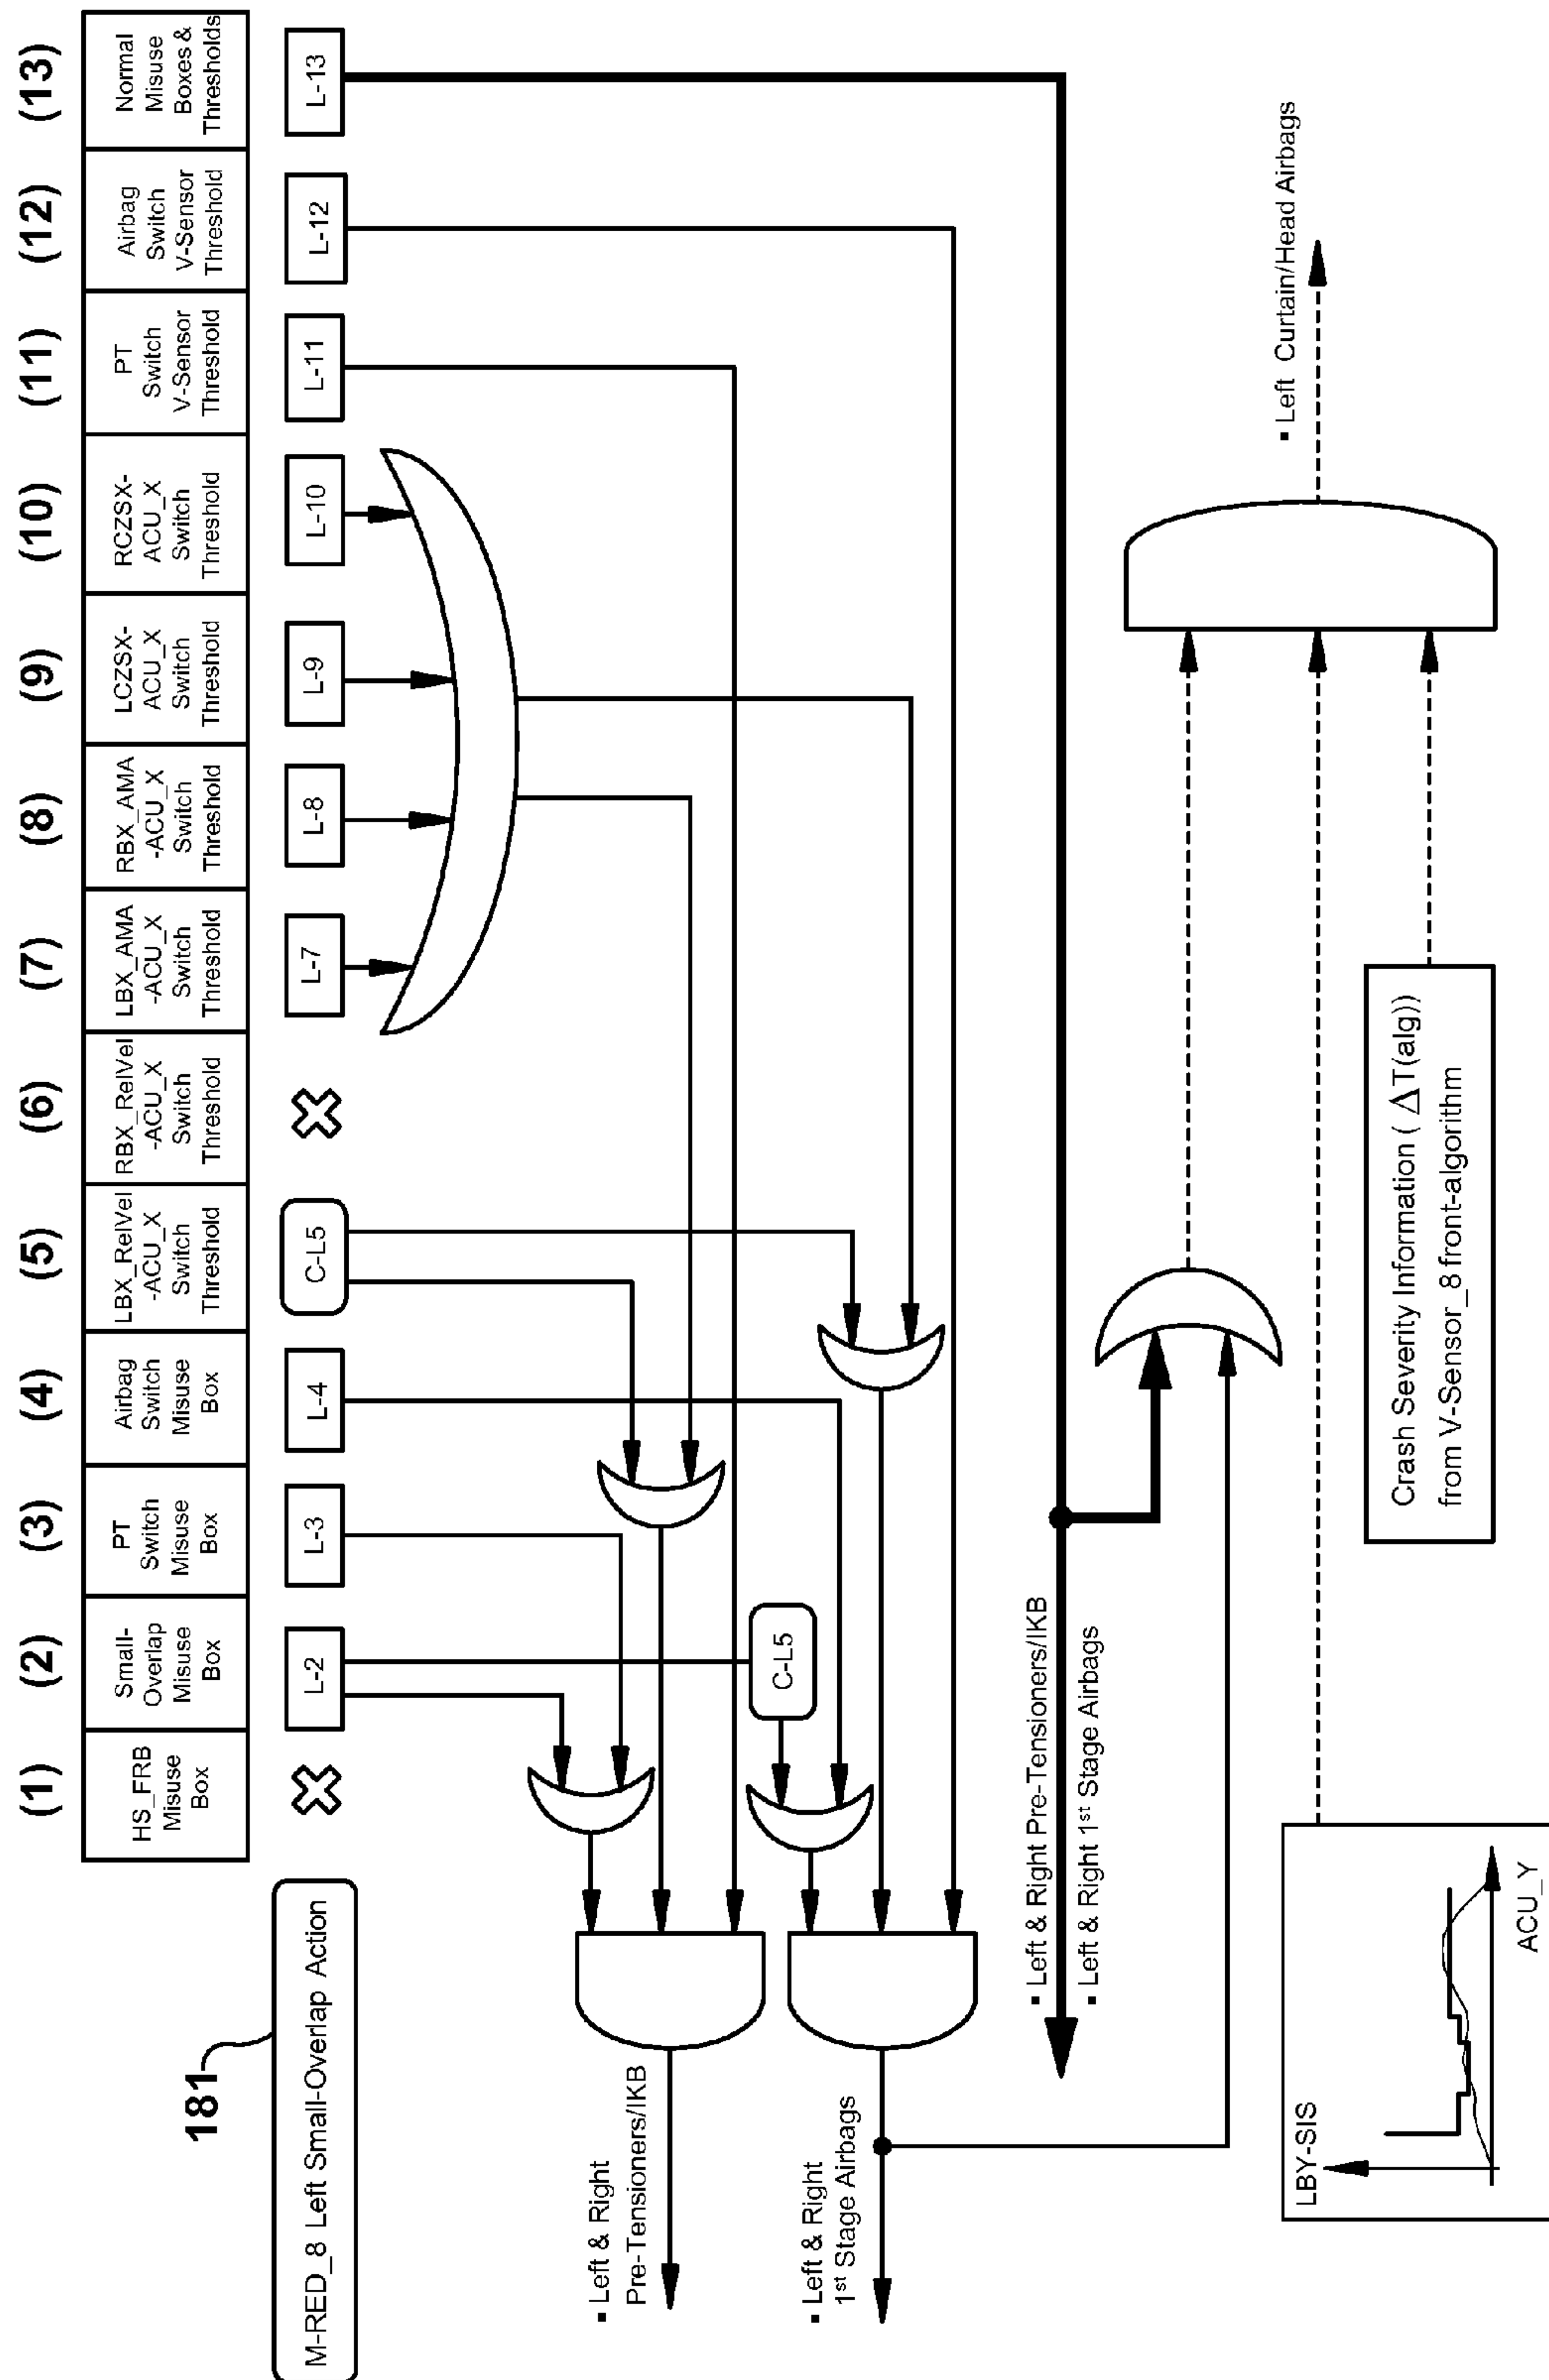 (1)
(2)
(3)
(4)
(5)
(6)
(7)
(8)
(9)
(10)
(11)
(12)
(13)
HS_FRB
Misuse
Box
Small-
Overlap
Misuse
Box
PT
Switch
Misuse
Box
Airbag
Switch
Misuse
Box
LBX_RelVel
-ACU_X
Switch
Threshold
RBX_RelVel
-ACU_X
Switch
Threshold
LBX_AMA
-ACU_X
Switch
Threshold
RBX_AMA
-ACU_X
Switch
Threshold
LCZSX-
ACU_X
Switch
Threshold
RCZSX-
ACU_X
Switch
Threshold
PT
Switch
V-Sensor
Threshold
Airbag
Switch
V-Sensor
Threshold
Normal
Misuse
Boxes &
Thresholds
181
M-RED_8 Left Small-Overlap Action
L-2
L-3
L-4
C-L5
L-7
L-8
L-9
L-10
L-11
L-12
L-13
C-L5
▪ Left & Right
Pre-Tensioners/IKB
▪ Left & Right
1st Stage Airbags
▪ Left & Right Pre-Tensioners/IKB
▪ Left & Right 1st Stage Airbags
▪ Left Curtain/Head Airbags
LBY-SIS
ACU_Y
Crash Severity Information ( ΔT(alg))
from V-Sensor_8 front-algorithm